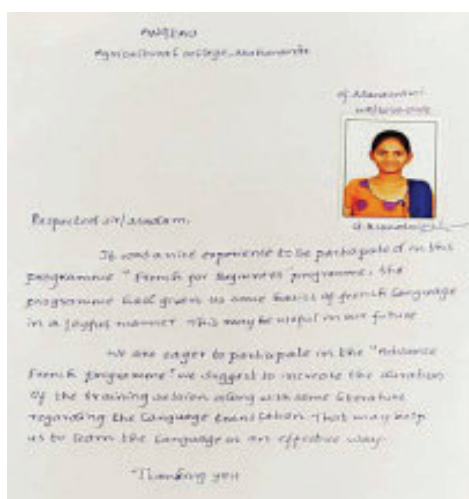 ANGRAU
Agricultural college, Mahanandi
Respected sir/Madam,
It was a nice experience to be participated in this
programme "French for Beginners" programme. The
programme had given us some basics of french language
in a joyful manner. This may be useful in our future
We are eager to participate in the "Advance
French programme" we suggest to increase the duration
of the training session along with some literature
regarding the language translation. That may help
us to learn the language in an effective way.
Thanking you